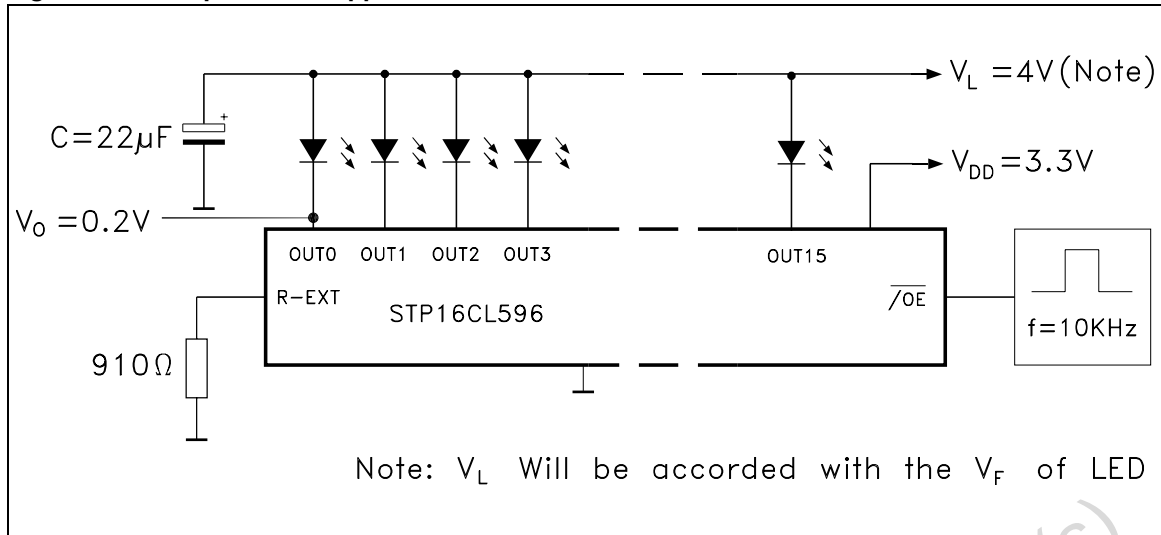 V_L =4V(Note)
C=22µF
+
V_DD =3.3V
V_O =0.2V
OUT0 OUT1 OUT2 OUT3 OUT15
R-EXT
/OE
STP16CL596
f=10KHz
910Ω
Note: V_L Will be accorded with the V_F of LED